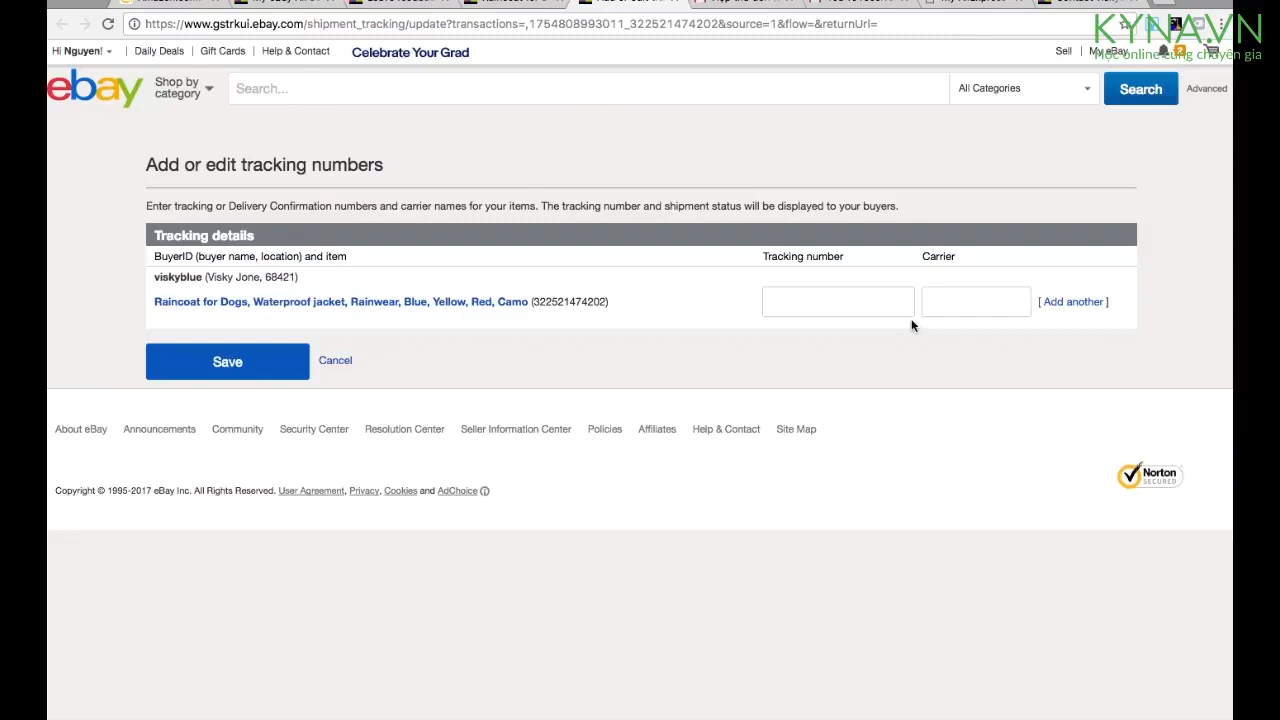 https://www.gstrkui.ebay.com/shipment_tracking/update?transactions=,1754808993011_322521474202&source=1&flow=&returnUrl=
KYNA.VN
Học online cùng chuyên gia
Hi Nguyen! Daily Deals Gift Cards Help & Contact Celebrate Your Grad Sell My eBay
ebay Shop by category Search... All Categories Search Advanced
Add or edit tracking numbers
Enter tracking or Delivery Confirmation numbers and carrier names for your items. The tracking number and shipment status will be displayed to your buyers.
Tracking details
BuyerID (buyer name, location) and item Tracking number Carrier
viskyblue (Visky Jone, 68421)
Raincoat for Dogs, Waterproof jacket, Rainwear, Blue, Yellow, Red, Camo (322521474202) [ Add another ]
Save Cancel
About eBay Announcements Community Security Center Resolution Center Seller Information Center Policies Affiliates Help & Contact Site Map
Norton
SECURED
Copyright © 1995-2017 eBay Inc. All Rights Reserved. User Agreement, Privacy, Cookies and AdChoice